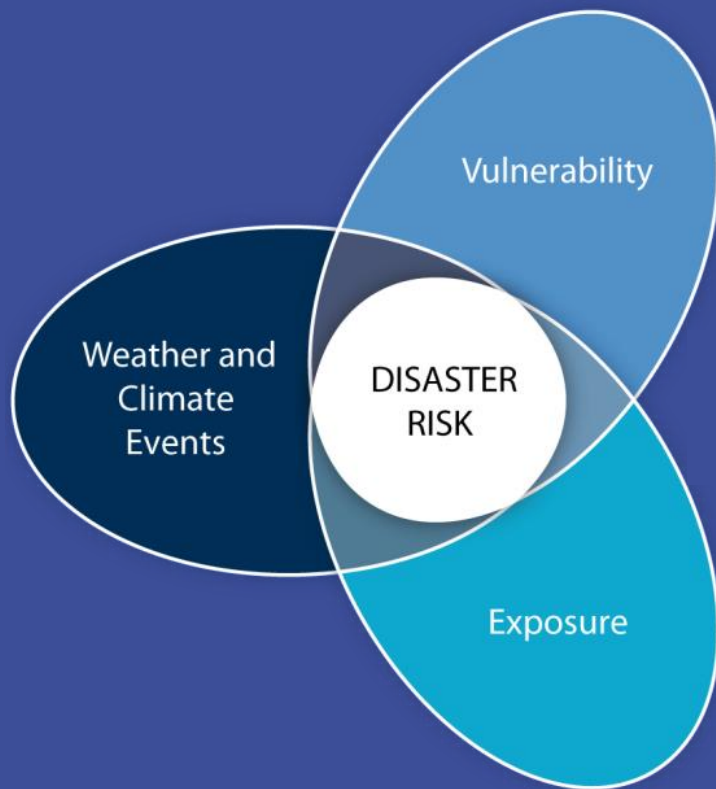 Vulnerability
Weather and
Climate
Events
DISASTER
RISK
Exposure